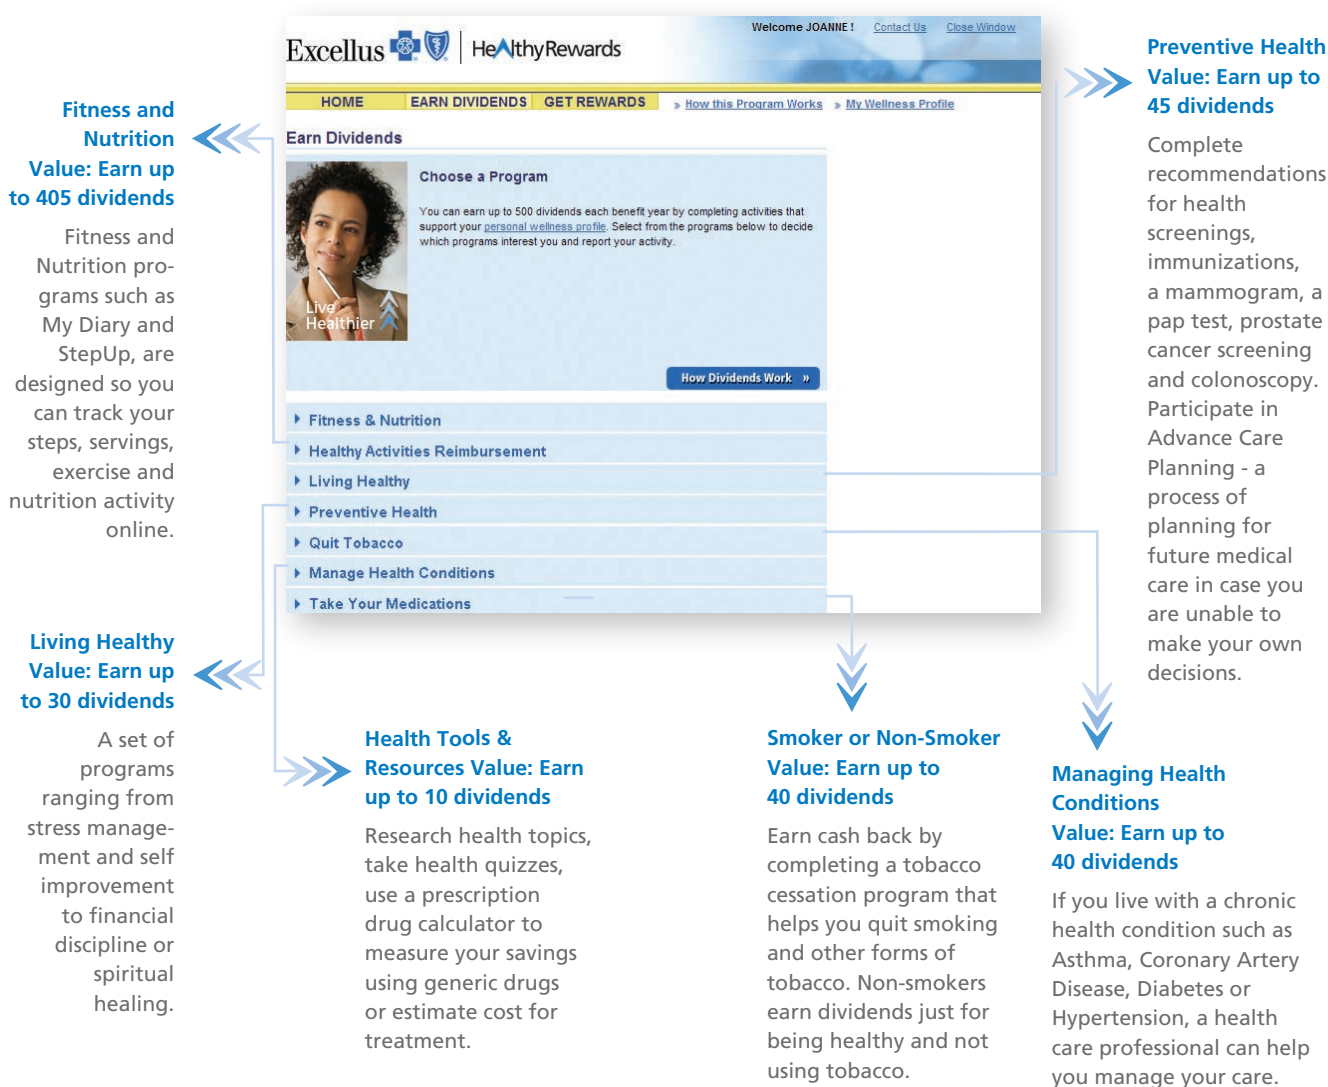 Excellus
HeAlthyRewards
Welcome JOANNE !
Contact Us
Close Window
HOME
EARN DIVIDENDS
GET REWARDS
» How this Program Works
» My Wellness Profile
Earn Dividends
Live
Healthier
Choose a Program
You can earn up to 500 dividends each benefit year by completing activities that
support your personal wellness profile. Select from the programs below to decide
which programs interest you and report your activity.
How Dividends Work »
Fitness & Nutrition
Healthy Activities Reimbursement
Living Healthy
Preventive Health
Quit Tobacco
Manage Health Conditions
Take Your Medications
Fitness and
Nutrition
Value: Earn up
to 405 dividends
Fitness and
Nutrition pro-
grams such as
My Diary and
StepUp, are
designed so you
can track your
steps, servings,
exercise and
nutrition activity
online.
Living Healthy
Value: Earn up
to 30 dividends
A set of
programs
ranging from
stress manage-
ment and self
improvement
to financial
discipline or
spiritual
healing.
Health Tools &
Resources Value: Earn
up to 10 dividends
Research health topics,
take health quizzes,
use a prescription
drug calculator to
measure your savings
using generic drugs
or estimate cost for
treatment.
Smoker or Non-Smoker
Value: Earn up to
40 dividends
Earn cash back by
completing a tobacco
cessation program that
helps you quit smoking
and other forms of
tobacco. Non-smokers
earn dividends just for
being healthy and not
using tobacco.
Managing Health
Conditions
Value: Earn up to
40 dividends
If you live with a chronic
health condition such as
Asthma, Coronary Artery
Disease, Diabetes or
Hypertension, a health
care professional can help
you manage your care.
Preventive Health
Value: Earn up to
45 dividends
Complete
recommendations
for health
screenings,
immunizations,
a mammogram, a
pap test, prostate
cancer screening
and colonoscopy.
Participate in
Advance Care
Planning - a
process of
planning for
future medical
care in case you
are unable to
make your own
decisions.